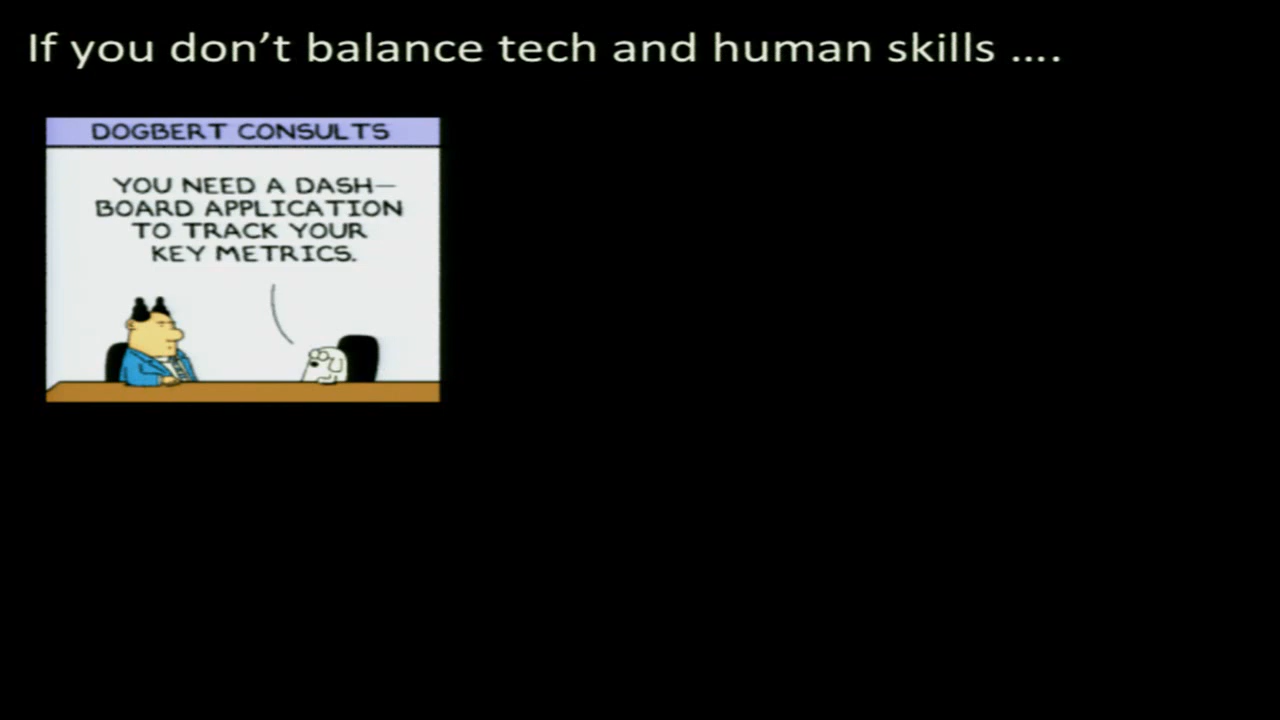 If you don’t balance tech and human skills ....
DOGBERT CONSULTS
YOU NEED A DASH—
BOARD APPLICATION
TO TRACK YOUR
KEY METRICS.